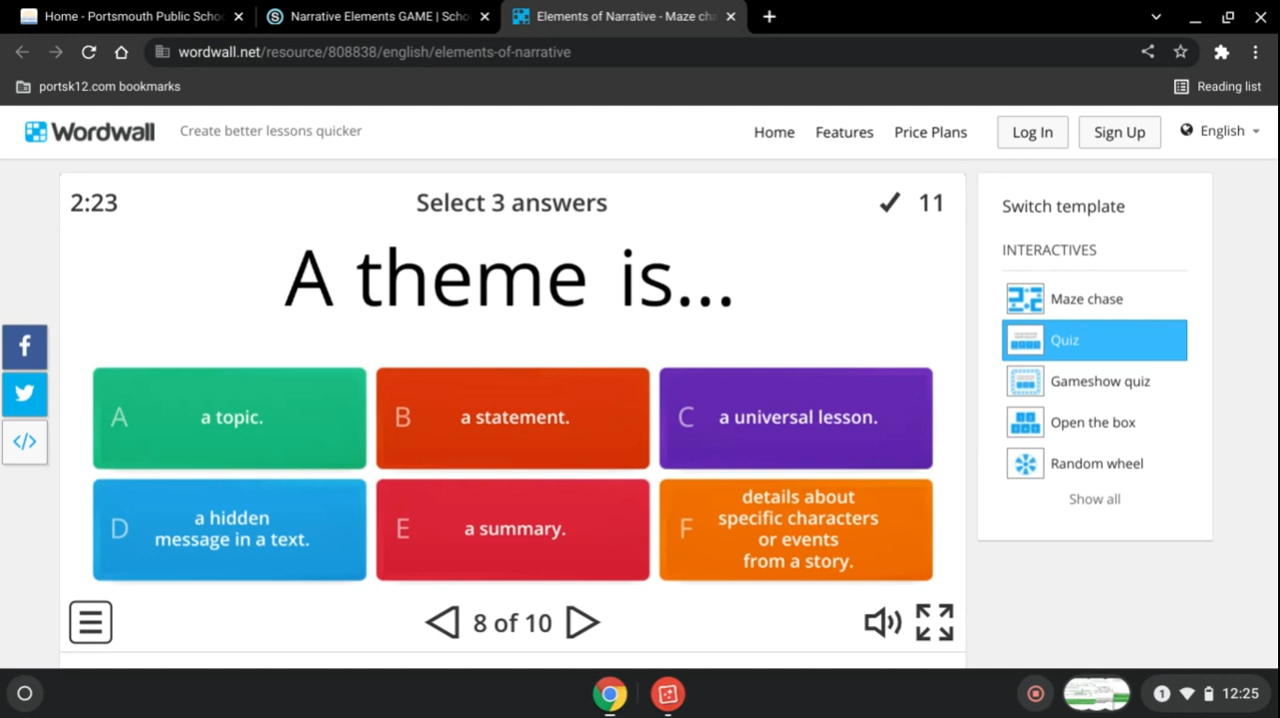 Home - Portsmouth Public Schoo
Narrative Elements GAME | Scho
Elements of Narrative - Maze cha
wordwall.net/resource/808838/english/elements-of-narrative
portsk12.com bookmarks
Reading list
Wordwall
Create better lessons quicker
Home
Features
Price Plans
Log In
Sign Up
English
2:23
Select 3 answers
11
A theme is...
A
a topic.
B
a statement.
C
a universal lesson.
D
a hidden
message in a text.
E
a summary.
F
details about
specific characters
or events
from a story.
8 of 10
Switch template
INTERACTIVES
Maze chase
Quiz
Gameshow quiz
Open the box
Random wheel
Show all
1
12:25